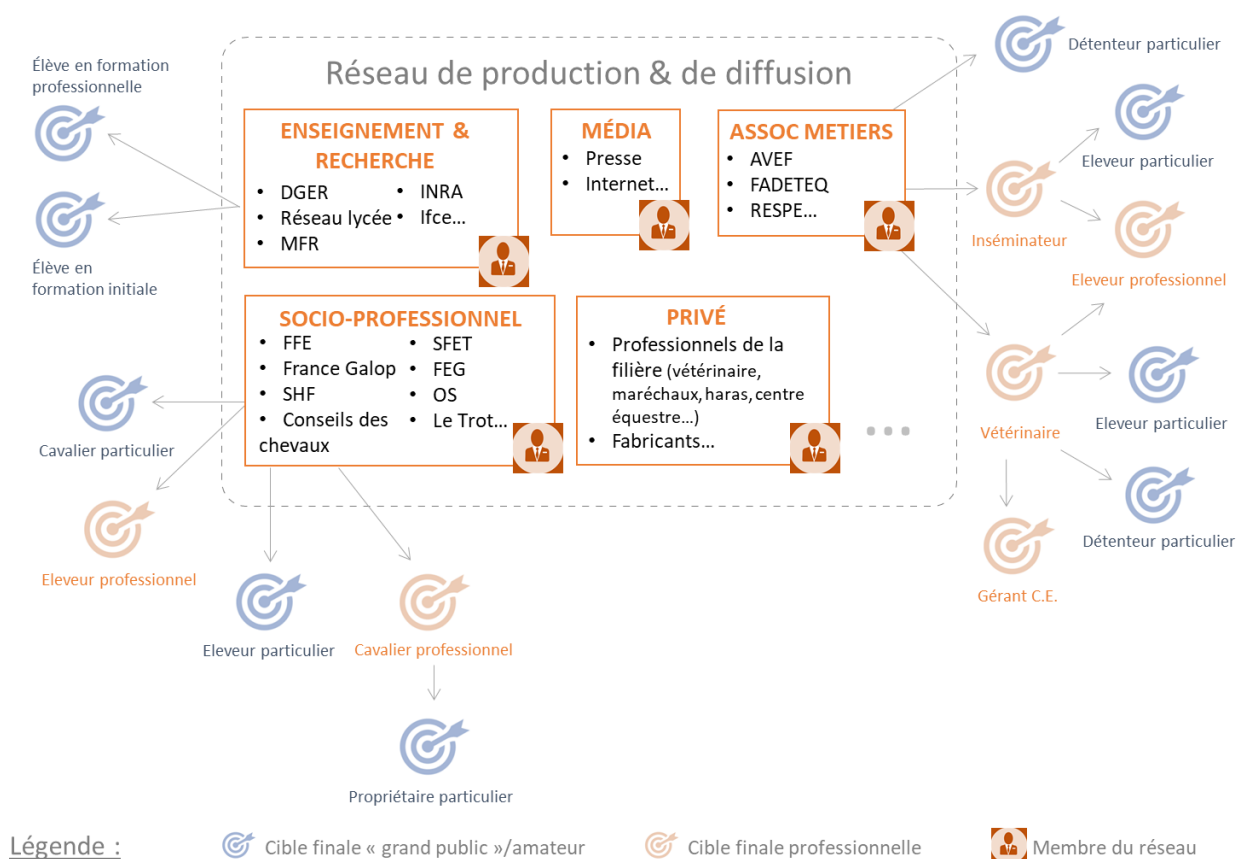 Réseau de production & de diffusion
Élève en formation
professionnelle
Élève en
formation initiale
ENSEIGNEMENT &
RECHERCHE
• DGER
• Réseau lycée
• MFR
• INRA
• Ifce...
MÉDIA
• Presse
• Internet...
ASSOC METIERS
• AVEF
• FADETEQ
• RESPE...
Détenteur particulier
Eleveur particulier
Inséminateur
Eleveur professionnel
SOCIO-PROFESSIONNEL
• FFE
• France Galop
• SHF
• Conseils des
chevaux
• SFET
• FEG
• OS
• Le Trot...
PRIVÉ
• Professionnels de la
filière (vétérinaire,
maréchaux, haras, centre
équestre...)
• Fabricants...
...
Vétérinaire
Eleveur particulier
Détenteur particulier
Gérant C.E.
Cavalier particulier
Eleveur professionnel
Eleveur particulier
Cavalier professionnel
Propriétaire particulier
Légende :
Cible finale « grand public »/amateur
Cible finale professionnelle
Membre du réseau